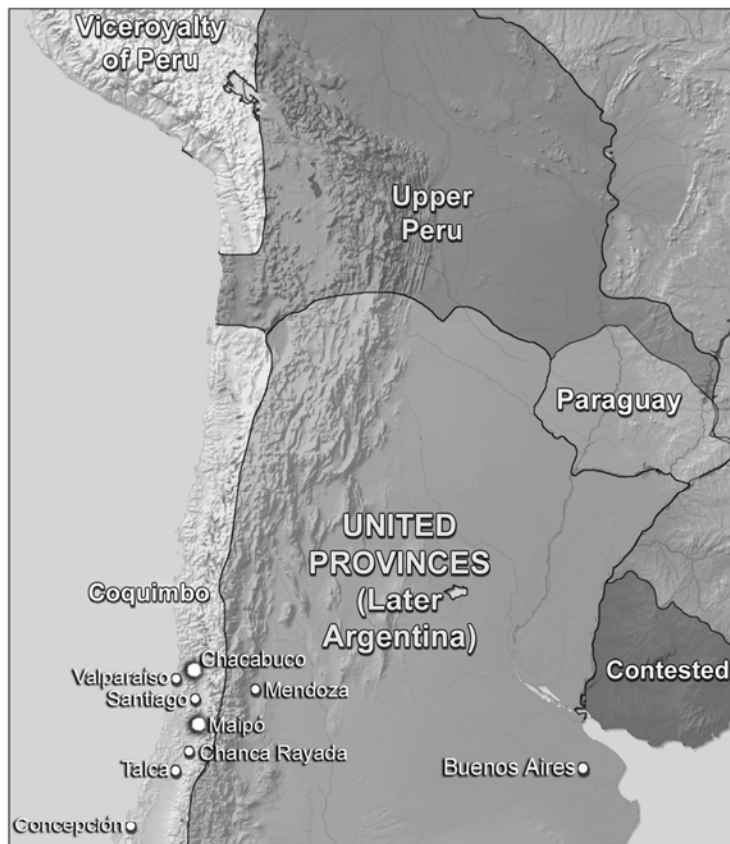 Viceroyalty
of Peru
Upper
Peru
Paraguay
UNITED
PROVINCES
(Later
Argentina)
Coquimbo
Chacabuco
Valparaíso
Mendoza
Santiago
Maipó
Contested
Chanca Rayada
Talca
Buenos Aires
Concepción